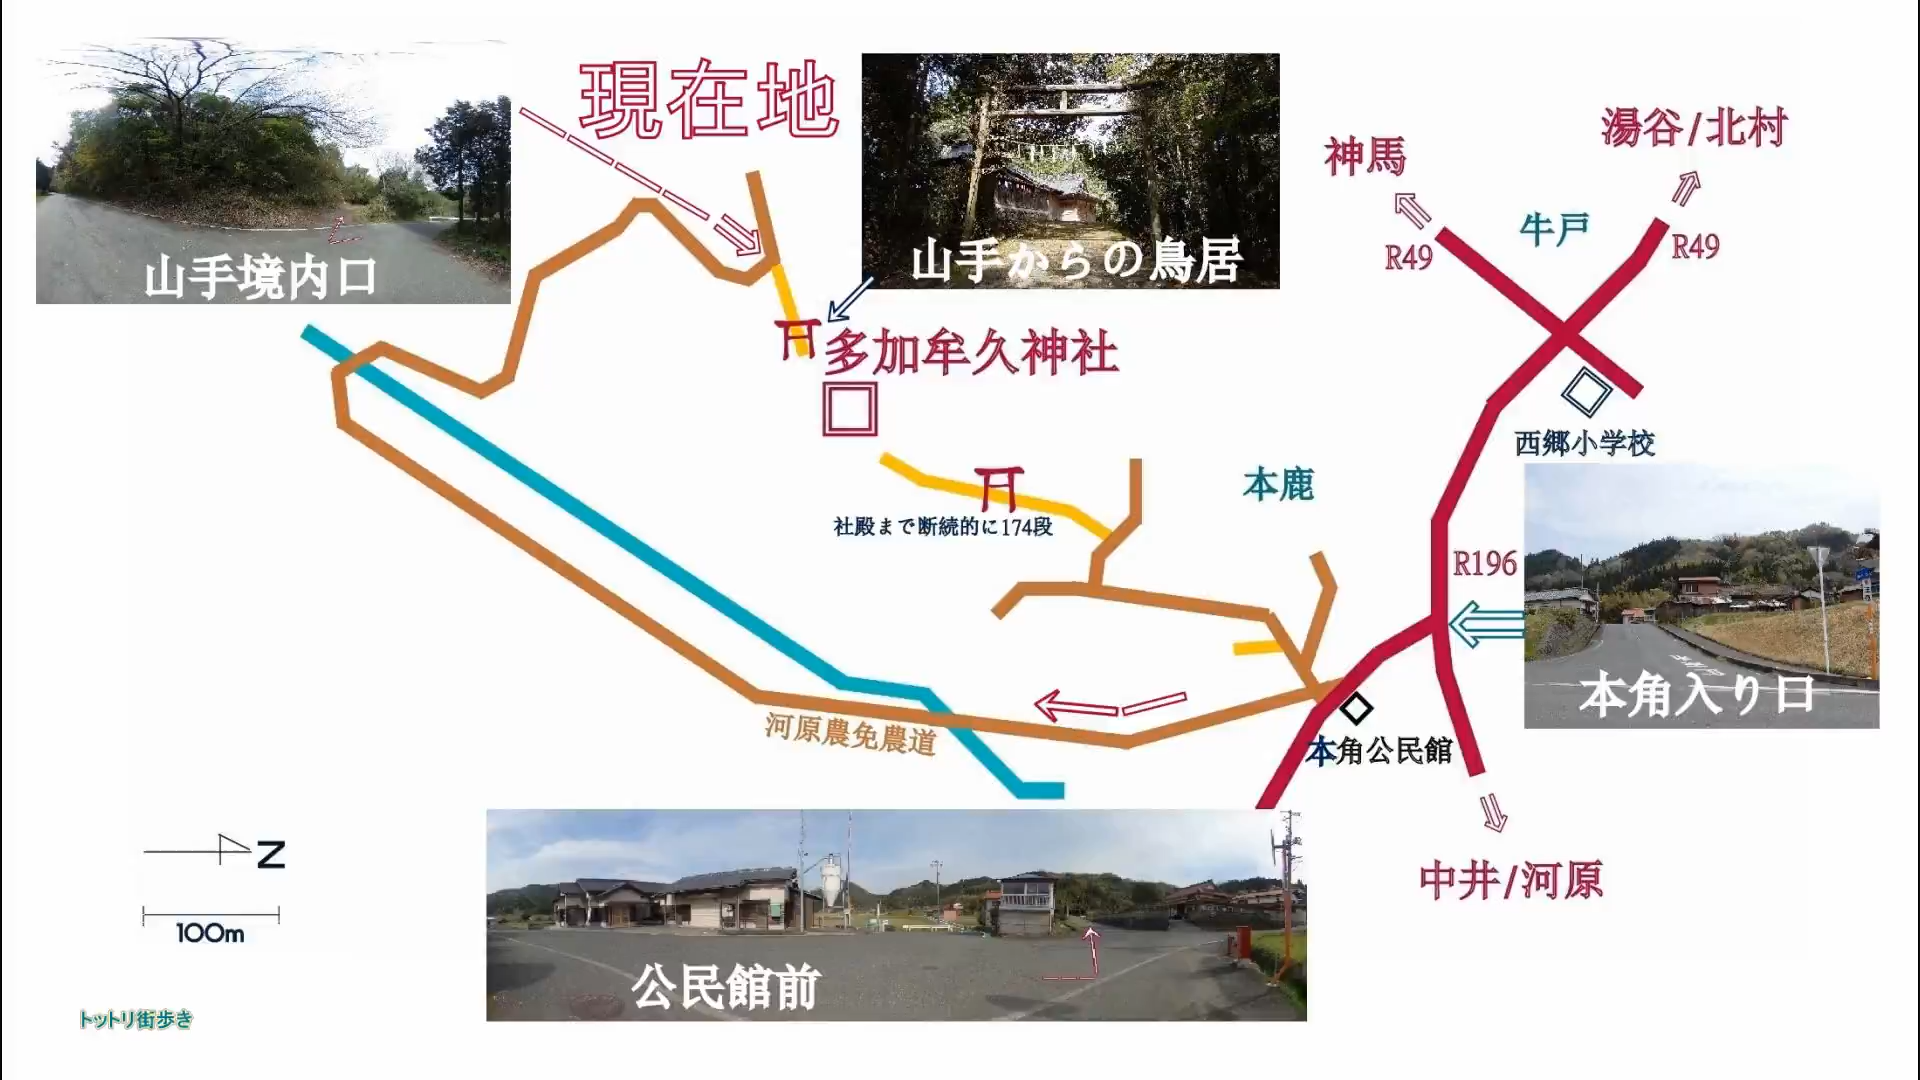 現在地
山手境内口
山手からの鳥居
神馬
湯谷/北村
牛戸
R49
R49
多加牟久神社
西郷小学校
本鹿
社殿まで断続的に174段
R196
本角入り口
河原農免農道
本角公民館
中井/河原
N
100m
公民館前
トットリ街歩き